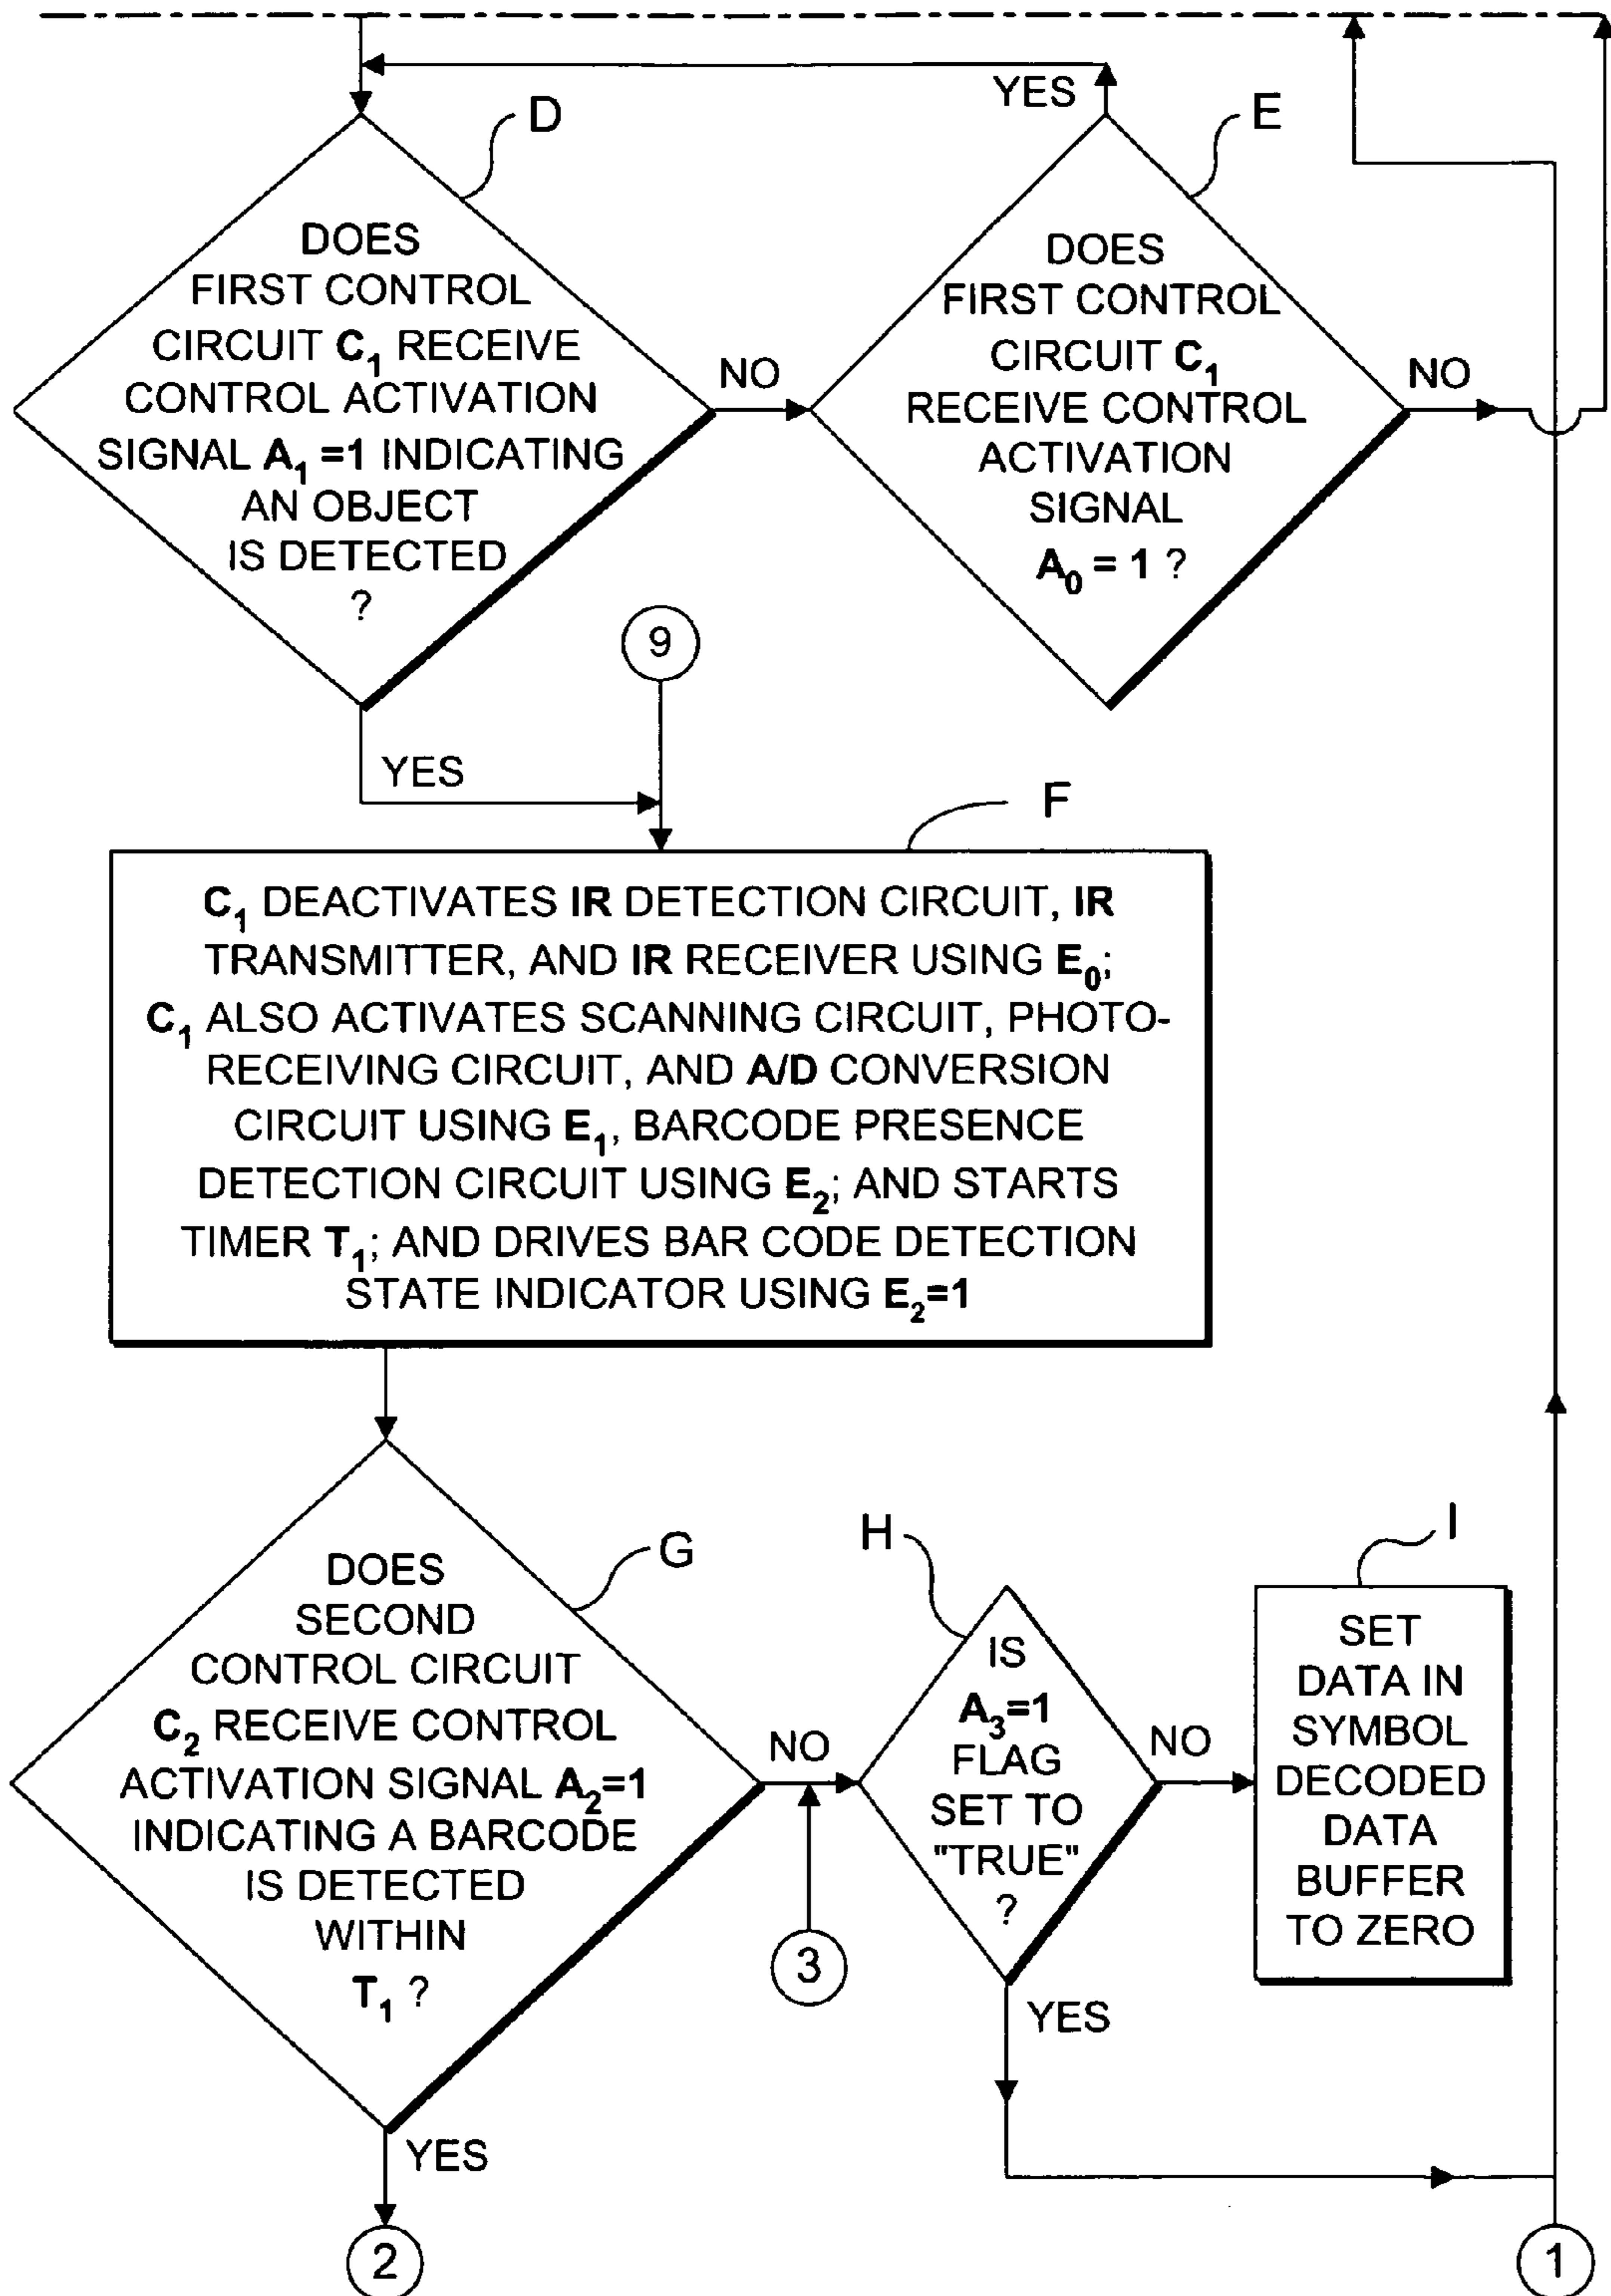 YES
D
E
DOES
FIRST CONTROL
CIRCUIT C₁ RECEIVE
CONTROL ACTIVATION
SIGNAL A₁ =1 INDICATING
AN OBJECT
IS DETECTED
?
NO
DOES
FIRST CONTROL
CIRCUIT C₁
RECEIVE CONTROL
ACTIVATION
SIGNAL
A₀ = 1 ?
NO
9
YES
F
C₁ DEACTIVATES IR DETECTION CIRCUIT, IR
TRANSMITTER, AND IR RECEIVER USING E₀;
C₁ ALSO ACTIVATES SCANNING CIRCUIT, PHOTO-
RECEIVING CIRCUIT, AND A/D CONVERSION
CIRCUIT USING E₁, BARCODE PRESENCE
DETECTION CIRCUIT USING E₂; AND STARTS
TIMER T₁; AND DRIVES BAR CODE DETECTION
STATE INDICATOR USING E₂=1
G
DOES
SECOND
CONTROL CIRCUIT
C₂ RECEIVE CONTROL
ACTIVATION SIGNAL A₂=1
INDICATING A BARCODE
IS DETECTED
WITHIN
T₁ ?
NO
3
H
IS
A₃=1
FLAG
SET TO
"TRUE"
?
NO
I
SET
DATA IN
SYMBOL
DECODED
DATA
BUFFER
TO ZERO
YES
YES
2
1